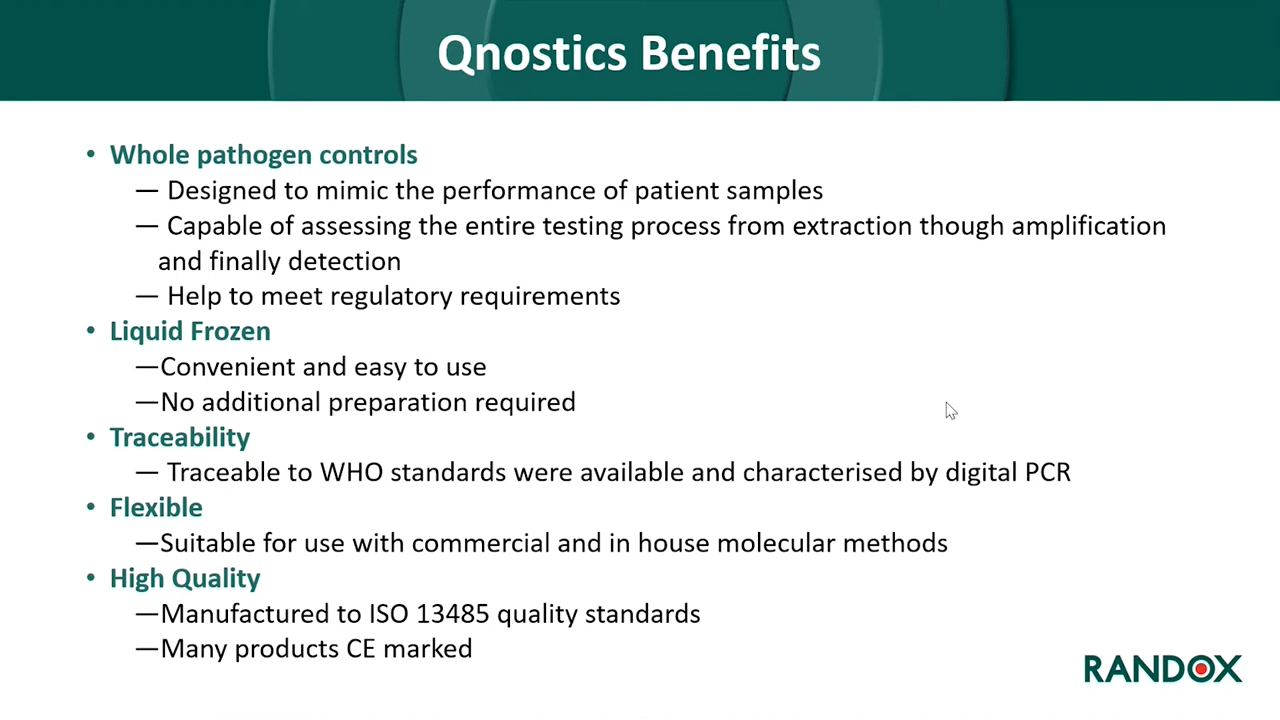 Qnostics Benefits
• Whole pathogen controls
— Designed to mimic the performance of patient samples
— Capable of assessing the entire testing process from extraction though amplification
and finally detection
— Help to meet regulatory requirements
• Liquid Frozen
—Convenient and easy to use
—No additional preparation required
• Traceability
— Traceable to WHO standards were available and characterised by digital PCR
• Flexible
—Suitable for use with commercial and in house molecular methods
• High Quality
—Manufactured to ISO 13485 quality standards
—Many products CE marked
RANDOX